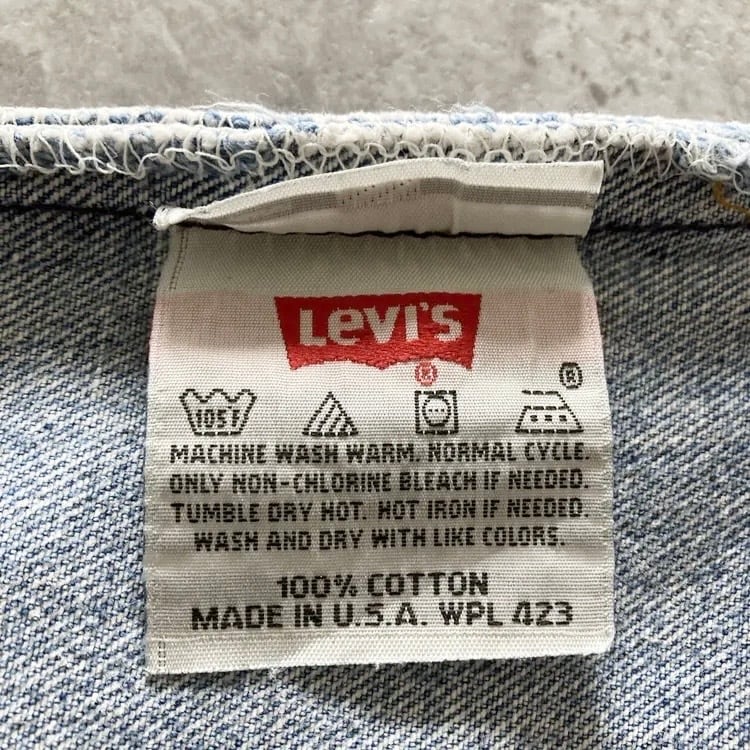 Levi's
®
®
105F
MACHINE WASH WARM. NORMAL CYCLE.
ONLY NON-CHLORINE BLEACH IF NEEDED.
TUMBLE DRY HOT. HOT IRON IF NEEDED.
WASH AND DRY WITH LIKE COLORS.
100% COTTON
MADE IN U.S.A. WPL 423